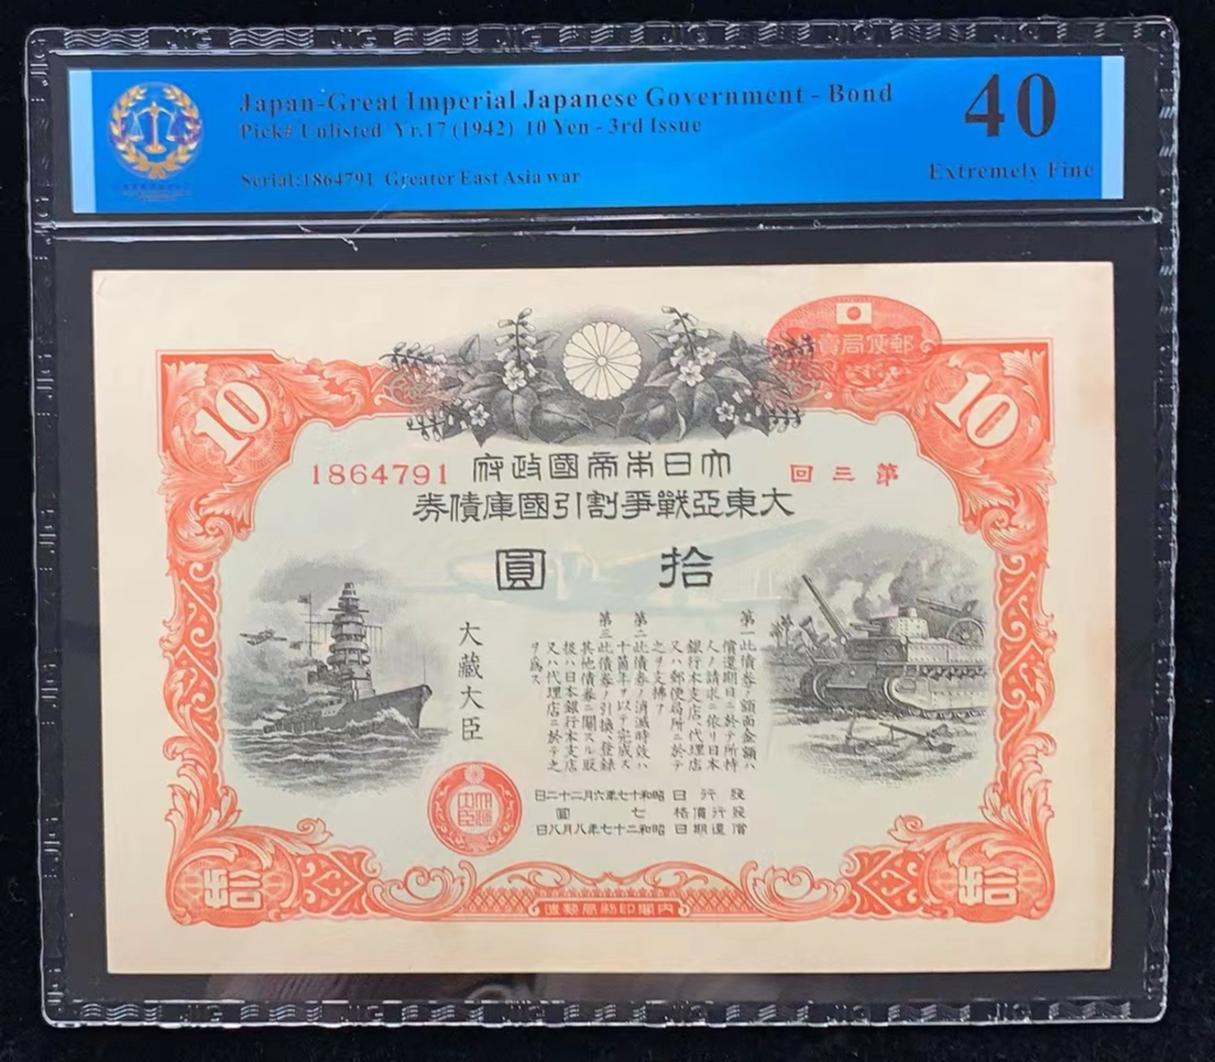 Japan-Great Imperial Japanese Government - Bond
Pick# Unlisted Yr.17 (1942) 10 Yen - 3rd Issue
Serial:1864791 Greater East Asia war
40
Extremely Fine
郵便局賣
10
10
1864791
大日本帝國政府
第三回
大東亞戰爭割引國庫債券
拾圓
第一此債券ノ額面金額ハ
償還期日ニ於テ所持
人ノ請求ニ依リ日本
銀行本支店、代理店
又ハ郵便局所ニ於テ
之ヲ支拂フ
第二此債券ノ消滅時效ハ
十箇年ヲ以テ完成ス
第三此債券ノ引換、登錄
其他債券ニ關スル取
扱ハ日本銀行本支店
又ハ代理店ニ於テ之
ヲ爲ス
大藏大臣
發行日 昭和十七年六月二十二日
發行價格 七圓
償還期日 昭和二十七年八月八日
拾
拾
內閣印刷局製造